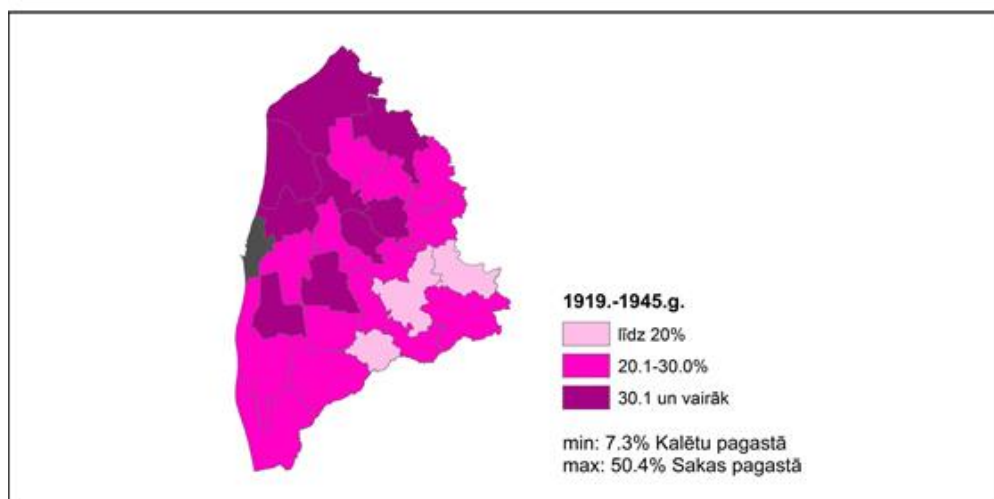 1919.-1945.g.
līdz 20%
20.1-30.0%
30.1 un vairāk
min: 7.3% Kalētu pagastā
max: 50.4% Sakas pagastā